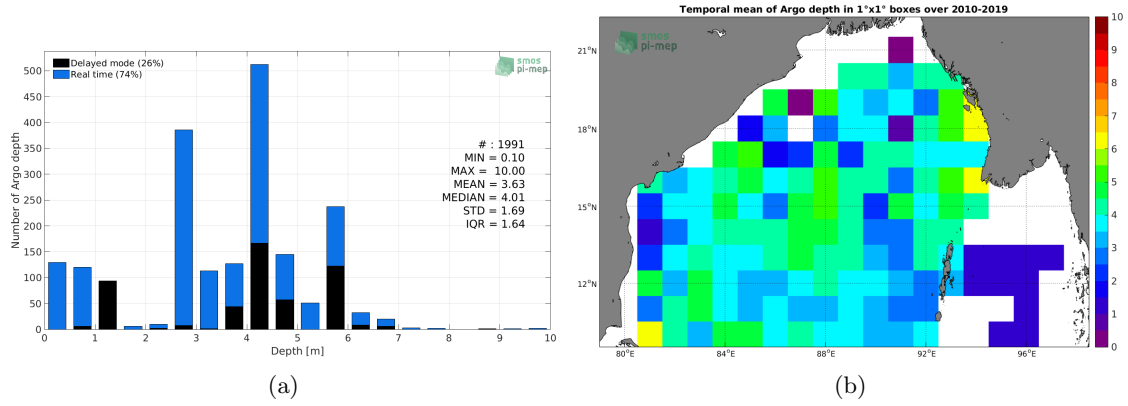 Delayed mode (26%)
Real time (74%)
smos
pi-mep
# : 1991
MIN = 0.10
MAX = 10.00
MEAN = 3.63
MEDIAN = 4.01
STD = 1.69
IQR = 1.64
Number of Argo depth
500
450
400
350
300
250
200
150
100
50
0
0 1 2 3 4 5 6 7 8 9 10
Depth [m]
(a)
Temporal mean of Argo depth in 1°x1° boxes over 2010-2019
smos
pi-mep
21°N
18°N
15°N
12°N
80°E 84°E 88°E 92°E 96°E
10
9
8
7
6
5
4
3
2
1
0
(b)